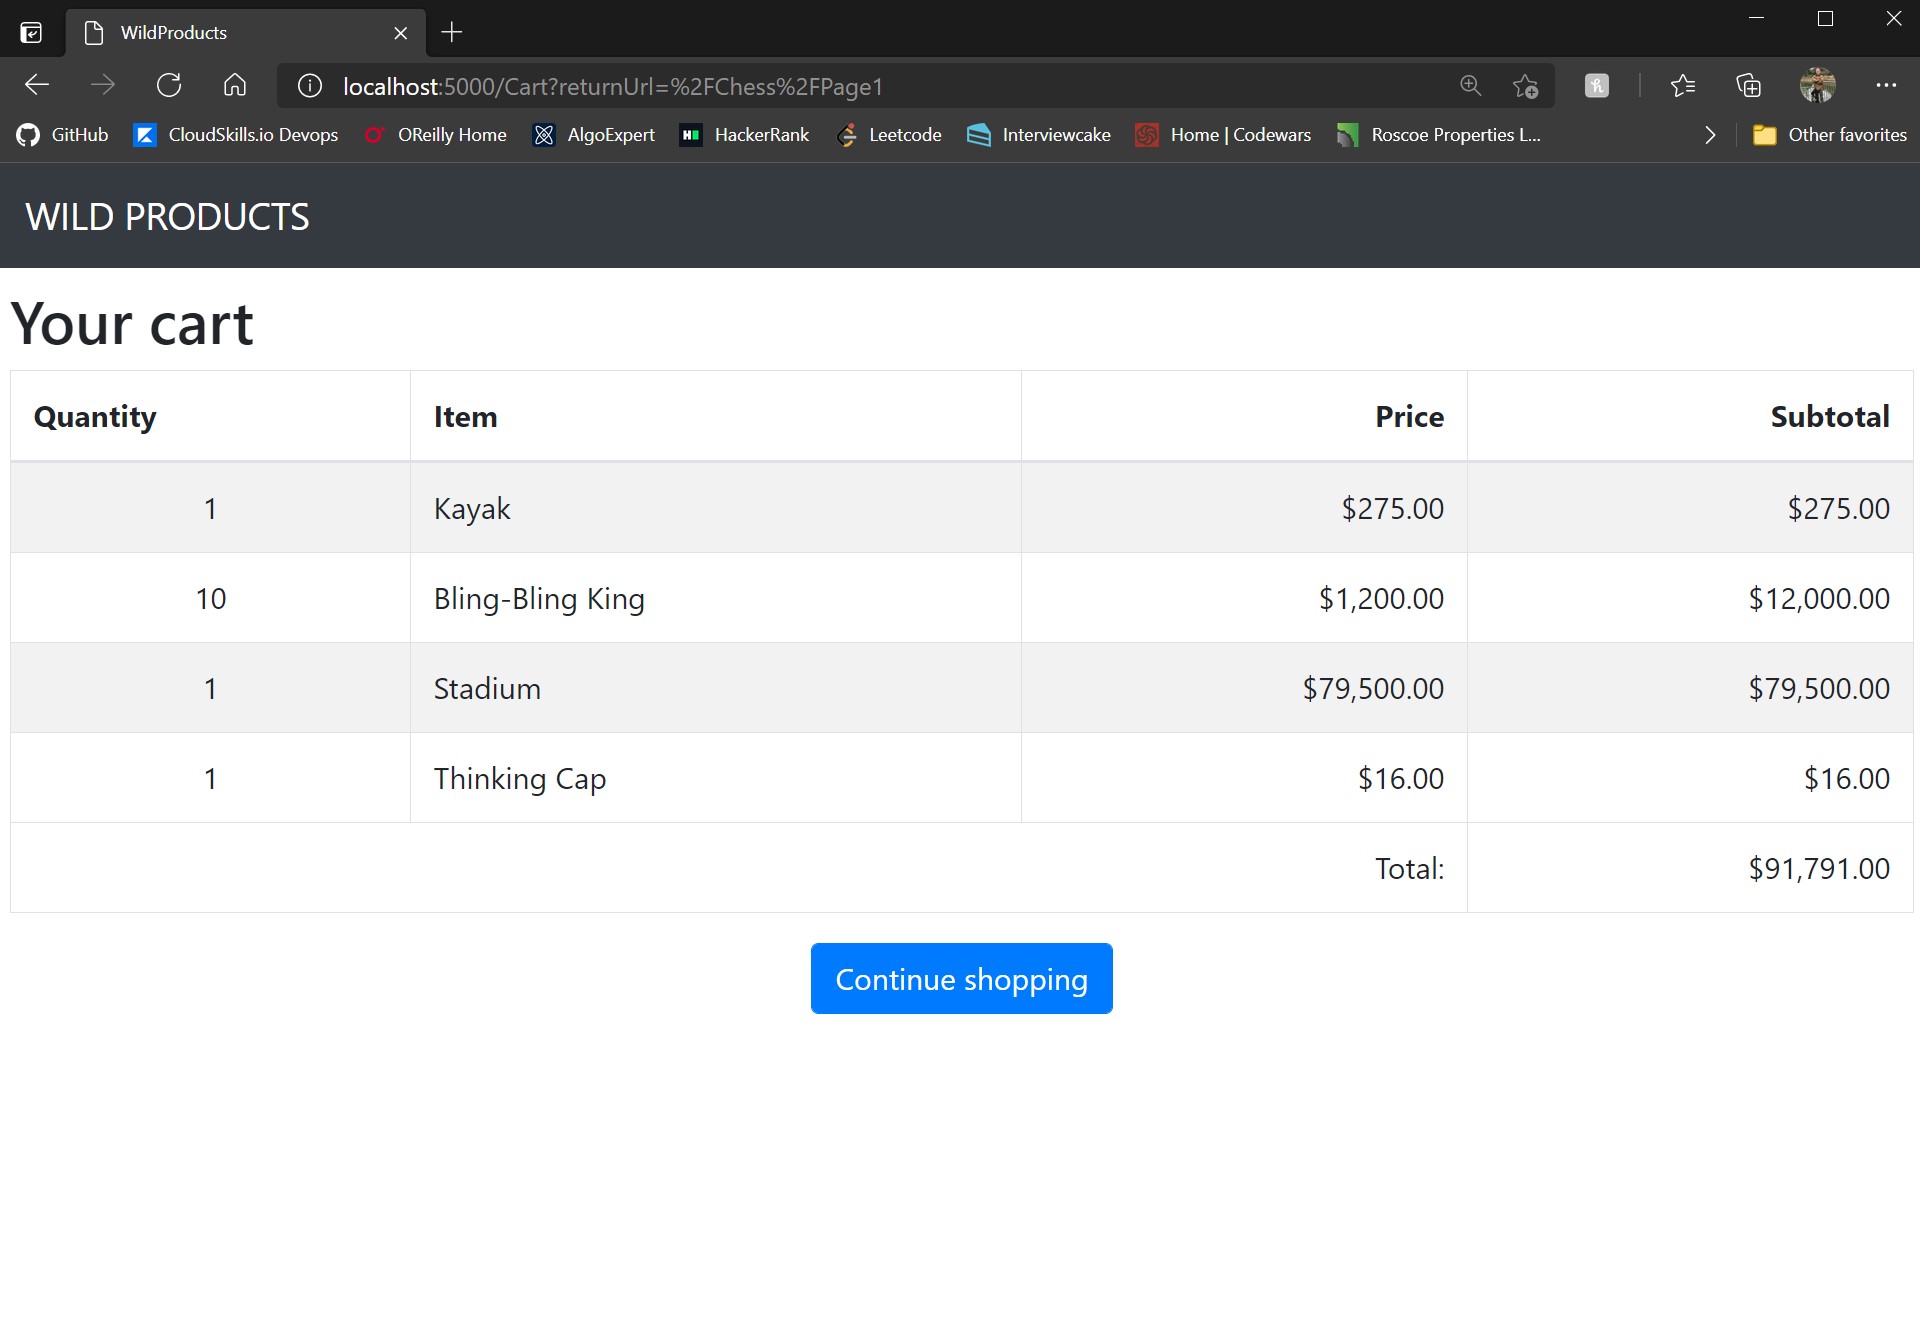 WildProducts
localhost:5000/Cart?returnUrl=%2FChess%2FPage1
GitHub CloudSkills.io Devops OReilly Home AlgoExpert HackerRank Leetcode Interviewcake Home | Codewars Roscoe Properties L... Other favorites
WILD PRODUCTS
Your cart
Quantity Item Price Subtotal
1 Kayak $275.00 $275.00
10 Bling-Bling King $1,200.00 $12,000.00
1 Stadium $79,500.00 $79,500.00
1 Thinking Cap $16.00 $16.00
Total: $91,791.00
Continue shopping